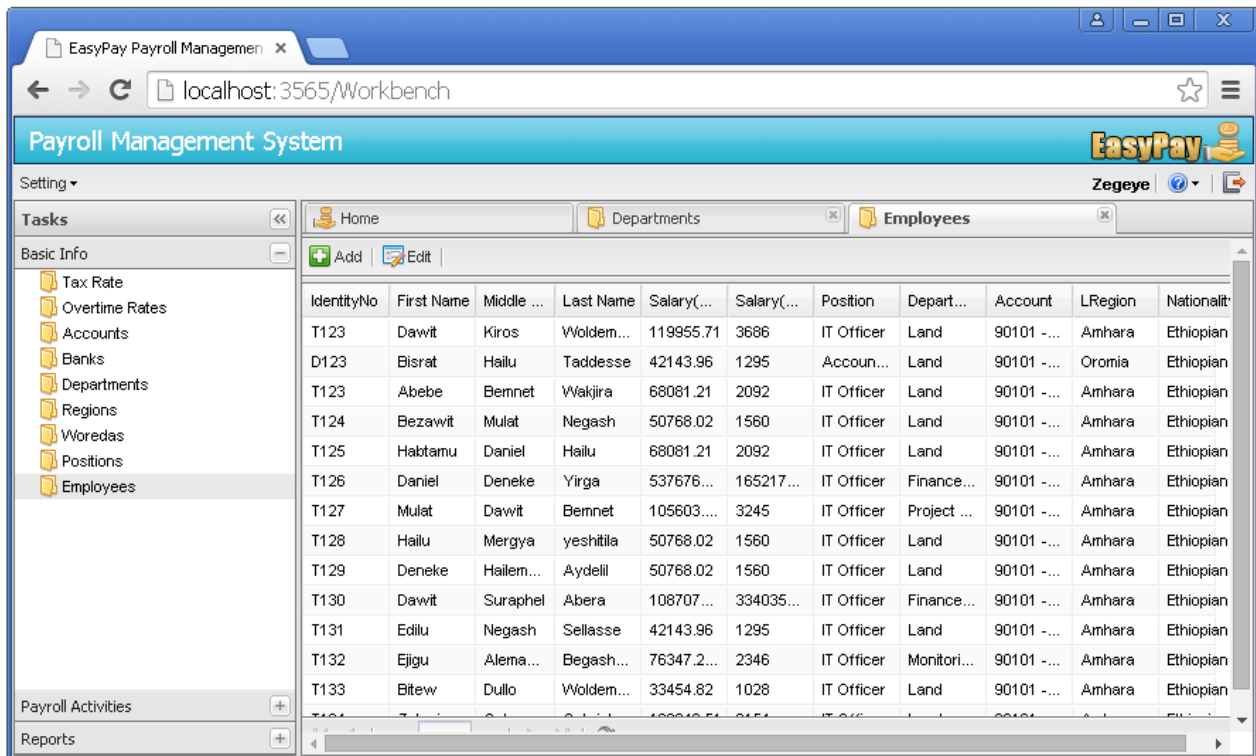 EasyPay Payroll Managemen
localhost:3565/Workbench
Payroll Management System
EasyPay
Setting
Zegeye
Tasks
Home
Departments
Employees
Basic Info
Add
Edit
Tax Rate
Overtime Rates
Accounts
Banks
Departments
Regions
Woredas
Positions
Employees
IdentityNo First Name Middle ... Last Name Salary(... Salary(... Position Depart... Account LRegion Nationalit
T123 Dawit Kiros Woldem... 119955.71 3686 IT Officer Land 90101 -... Amhara Ethiopian
D123 Bisrat Hailu Taddesse 42143.96 1295 Accoun... Land 90101 -... Oromia Ethiopian
T123 Abebe Bemnet Wakjira 68081.21 2092 IT Officer Land 90101 -... Amhara Ethiopian
T124 Bezawit Mulat Negash 50768.02 1560 IT Officer Land 90101 -... Amhara Ethiopian
T125 Habtamu Daniel Hailu 68081.21 2092 IT Officer Land 90101 -... Amhara Ethiopian
T126 Daniel Deneke Yirga 537676... 165217... IT Officer Finance... 90101 -... Amhara Ethiopian
T127 Mulat Dawit Bemnet 105603.... 3245 IT Officer Project ... 90101 -... Amhara Ethiopian
T128 Hailu Mergya yeshitila 50768.02 1560 IT Officer Land 90101 -... Amhara Ethiopian
T129 Deneke Hailem... Aydelil 50768.02 1560 IT Officer Land 90101 -... Amhara Ethiopian
T130 Dawit Suraphel Abera 108707... 334035... IT Officer Finance... 90101 -... Amhara Ethiopian
T131 Edilu Negash Sellasse 42143.96 1295 IT Officer Land 90101 -... Amhara Ethiopian
T132 Ejigu Alema... Begash... 76347.2... 2346 IT Officer Monitori... 90101 -... Amhara Ethiopian
T133 Bitew Dullo Woldem... 33454.82 1028 IT Officer Land 90101 -... Amhara Ethiopian
Payroll Activities
Reports